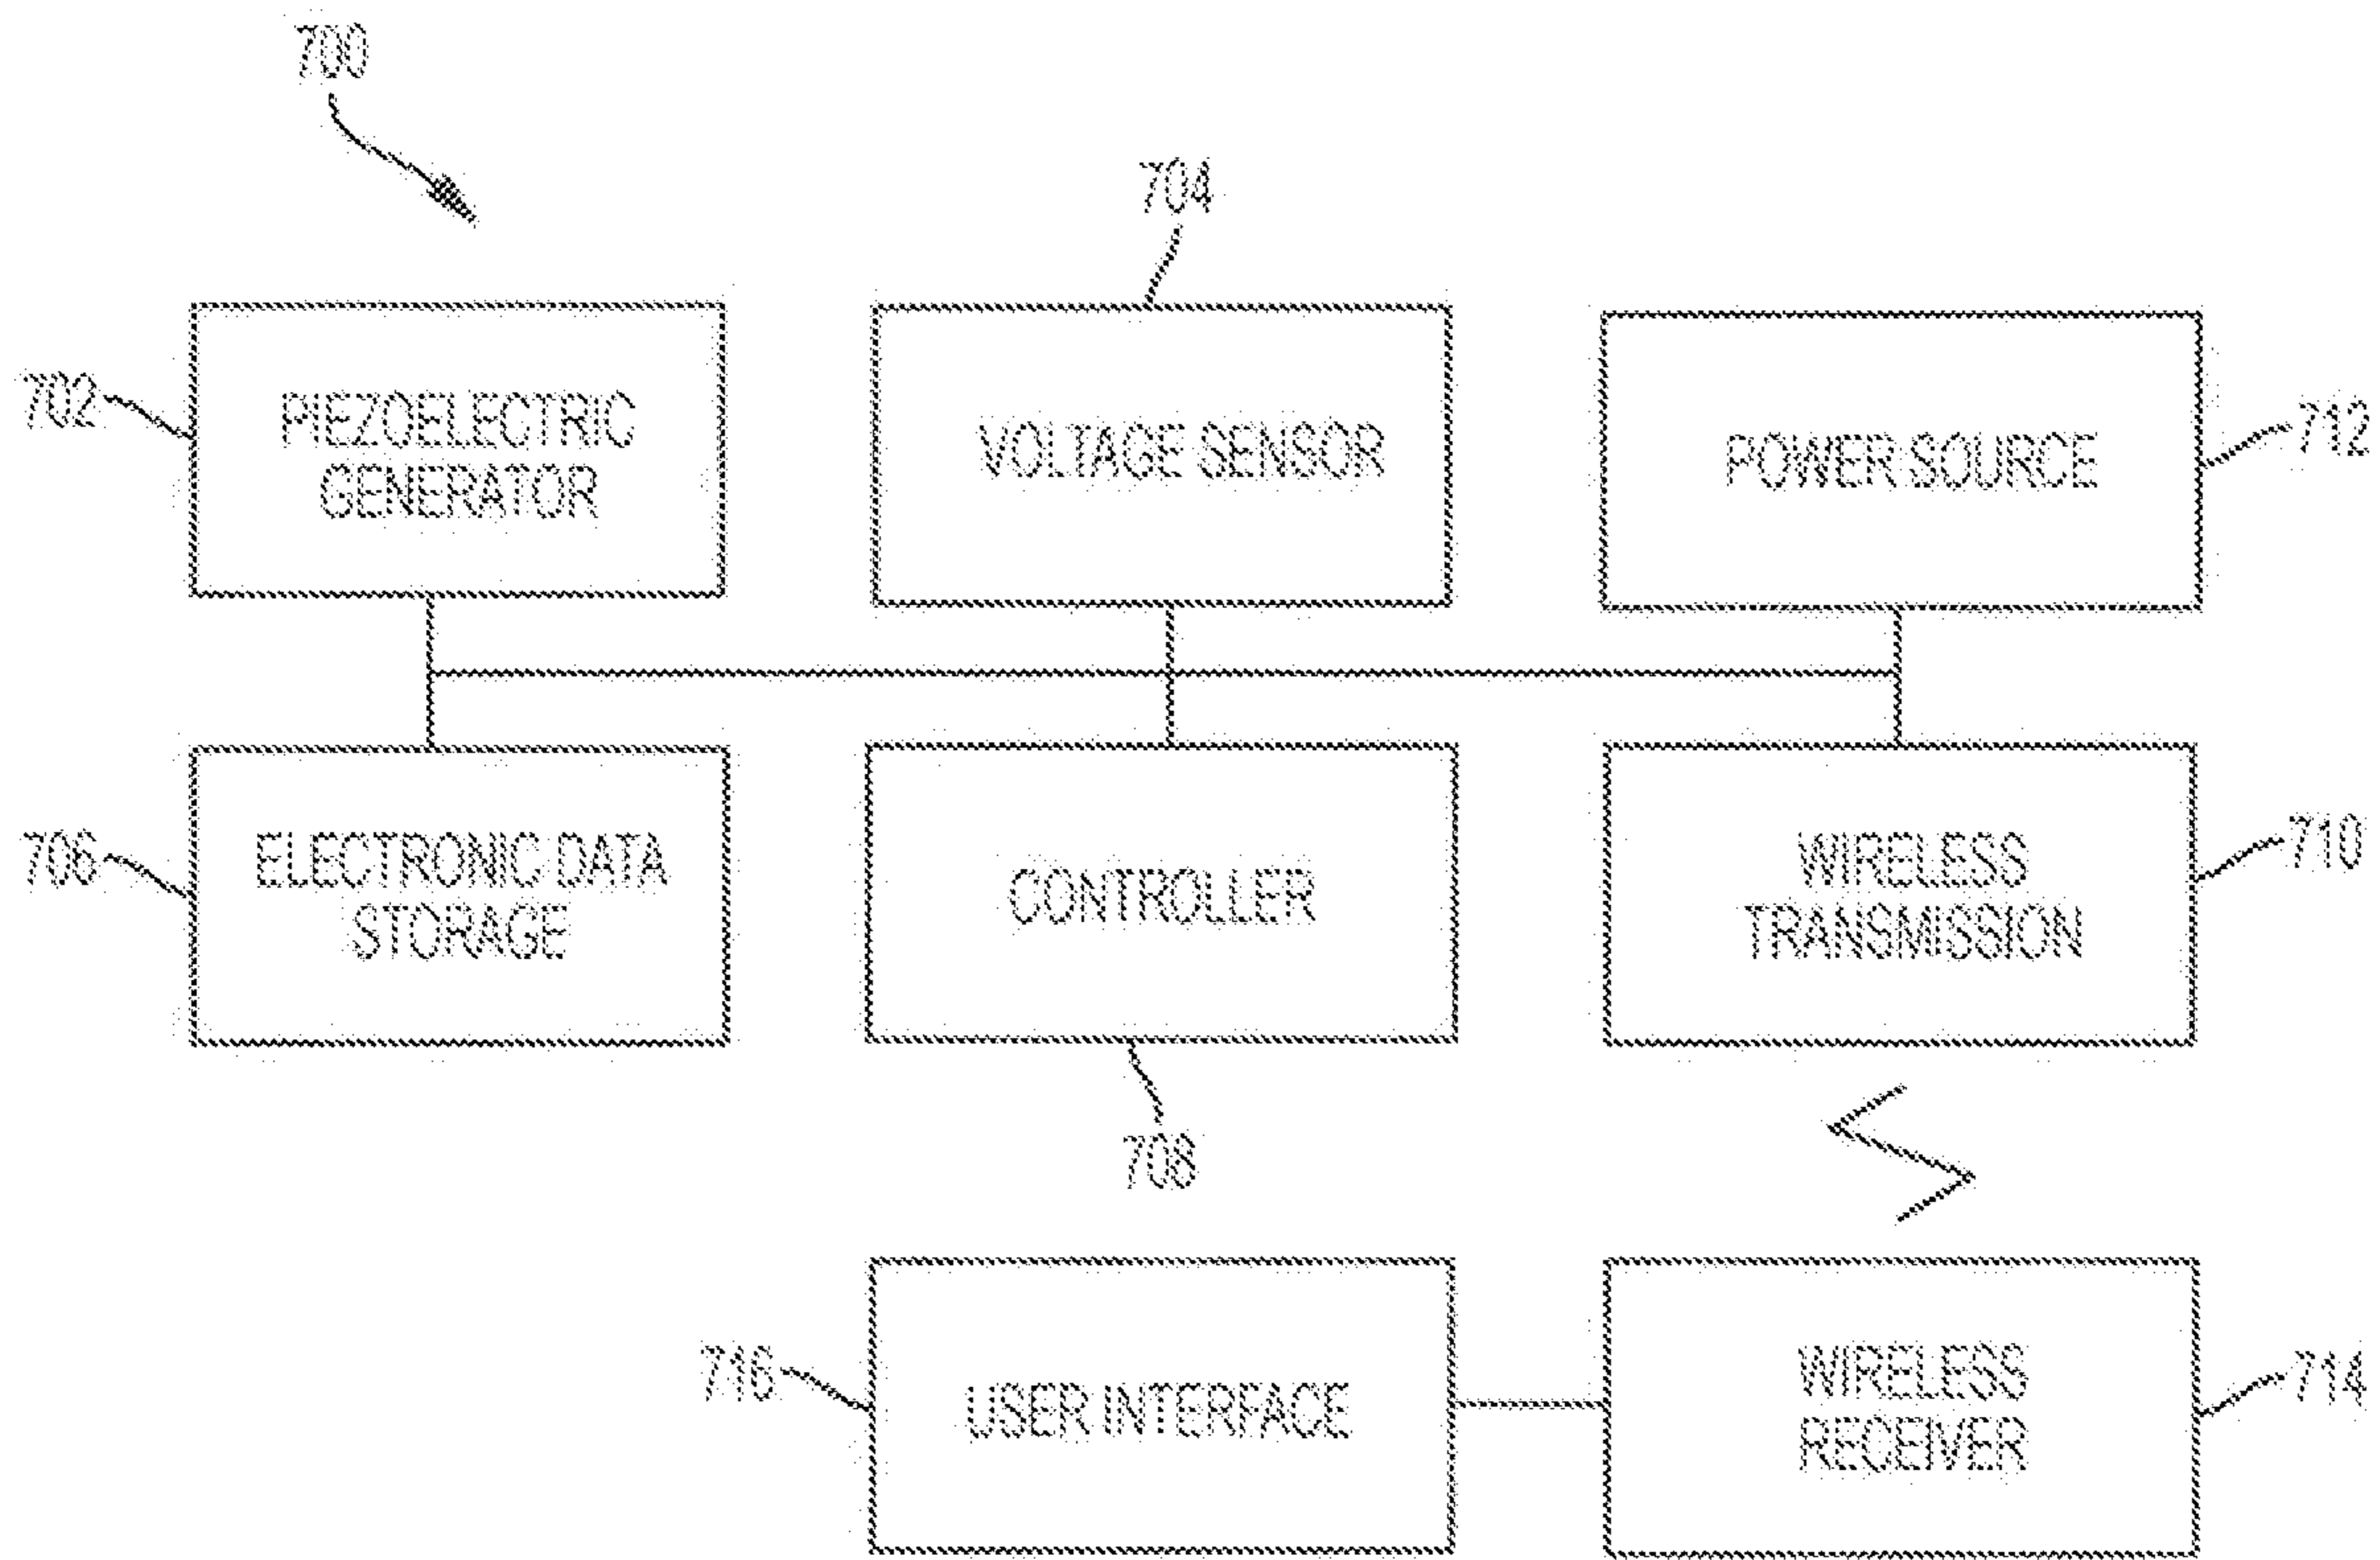 700
704
702
PIEZOELECTRIC
GENERATOR
VOLTAGE SENSOR
POWER SOURCE
712
706
ELECTRONIC DATA
STORAGE
CONTROLLER
WIRELESS
TRANSMISSION
710
708
716
USER INTERFACE
WIRELESS
RECEIVER
714